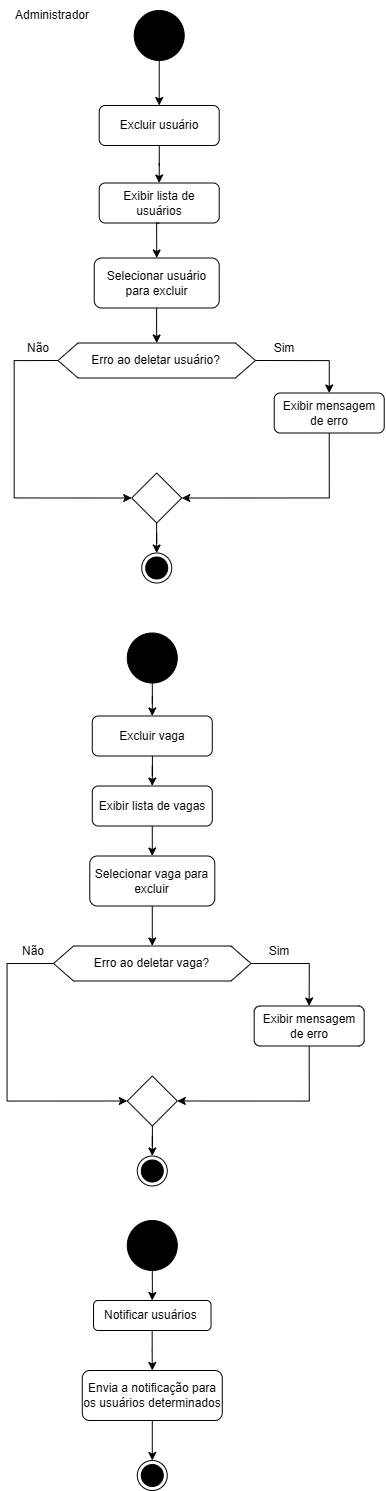 Administrador
Excluir usuário
Exibir lista de
usuários
Selecionar usuário
para excluir
Não
Erro ao deletar usuário?
Sim
Exibir mensagem
de erro
Excluir vaga
Exibir lista de vagas
Selecionar vaga para
excluir
Não
Erro ao deletar vaga?
Sim
Exibir mensagem
de erro
Notificar usuários
Envia a notificação para
os usuários determinados